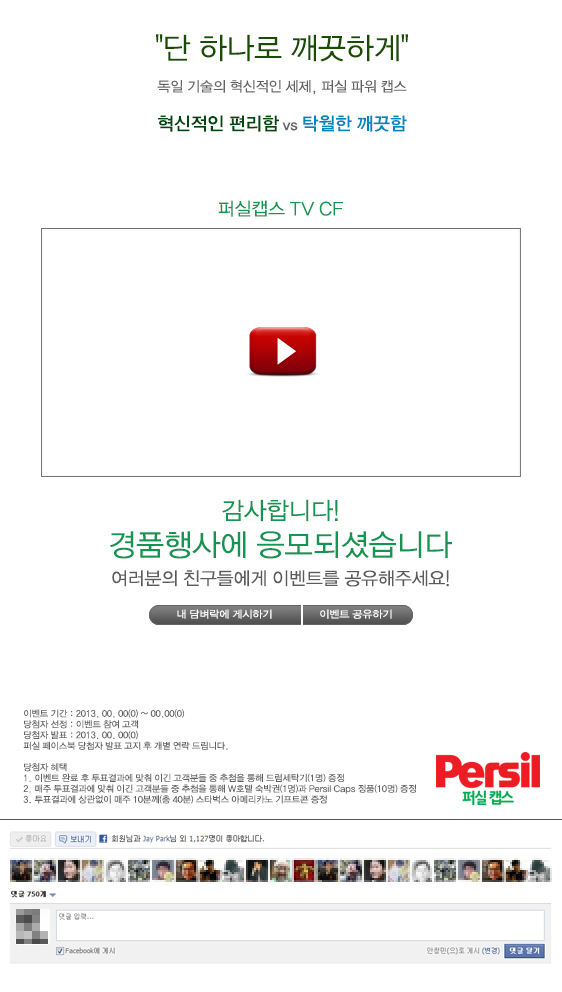 "단 하나로 깨끗하게"
독일 기술의 혁신적인 세제, 퍼실 파워 캡스
혁신적인 편리함 vs 탁월한 깨끗함
퍼실캡스 TV CF
감사합니다!
경품행사에 응모되셨습니다
여러분의 친구들에게 이벤트를 공유해주세요!
내 담벼락에 게시하기 이벤트 공유하기
이벤트 기간 : 2013, 00, 00(0) ~ 00,00(0)
당첨자 선정 : 이벤트 참여 고객
당첨자 발표 : 2013, 00, 00(0)
퍼실 페이스북 당첨자 발표 고지 후 개별 연락 드립니다.
당첨자 혜택
1. 이벤트 완료 후 투표결과에 맞춰 이긴 고객분들 중 추첨을 통해 드럼세탁기(1명) 증정
2. 매주 투표결과에 맞춰 이긴 고객분들 중 추첨을 통해 W호텔 숙박권(1명)과 Persil Caps 정품(10명) 증정
3. 투표결과에 상관없이 매주 10분께(총 40분) 스타벅스 아메리카노 기프트콘 증정
Persil
퍼실 캡스
좋아요 보내기 회원님과 Jay Park님 외 1,127명이 좋아합니다.
댓글 750개
댓글 입력...
Facebook에 게시 안창민(으)로 게시 (변경) 댓글 달기